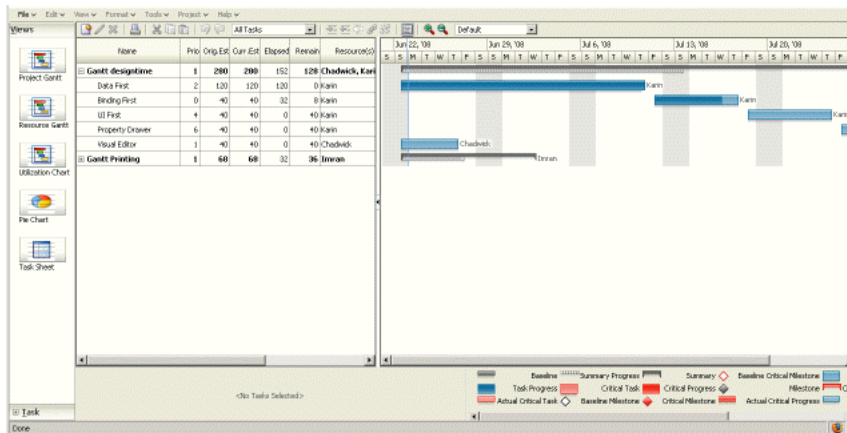 File Edit View Format Tools Project Help
Views
All Tasks
Default
Project Gantt
Resource Gantt
Utilization Chart
Pie Chart
Task Sheet
Name Prio Orig.Est Curr.Est Elapsed Remain Resource(s)
Gantt designtime 1 280 280 152 128 Chadwick, Kari
Data First 2 120 120 120 0 Karin
Binding First 0 40 40 32 8 Karin
UI First 4 40 40 0 40 Karin
Property Drawer 6 40 40 0 40 Karin
Visual Editor 1 40 40 0 40 Chadwick
Gantt Printing 1 68 68 32 36 Imran
Jun 22, '08 Jun 29, '08 Jul 6, '08 Jul 13, '08 Jul 20, '08
S S M T W T F S S M T W T F S S M T W T F S S M T W T F S S M T W T F
Karin
Karin
Karin
Chadwick
Imran
<No Tasks Selected>
Baseline Summary Progress Summary Baseline Critical Milestone
Task Progress Critical Task Critical Progress Milestone
Actual Critical Task Baseline Milestone Critical Milestone Actual Critical Progress
Task
Done